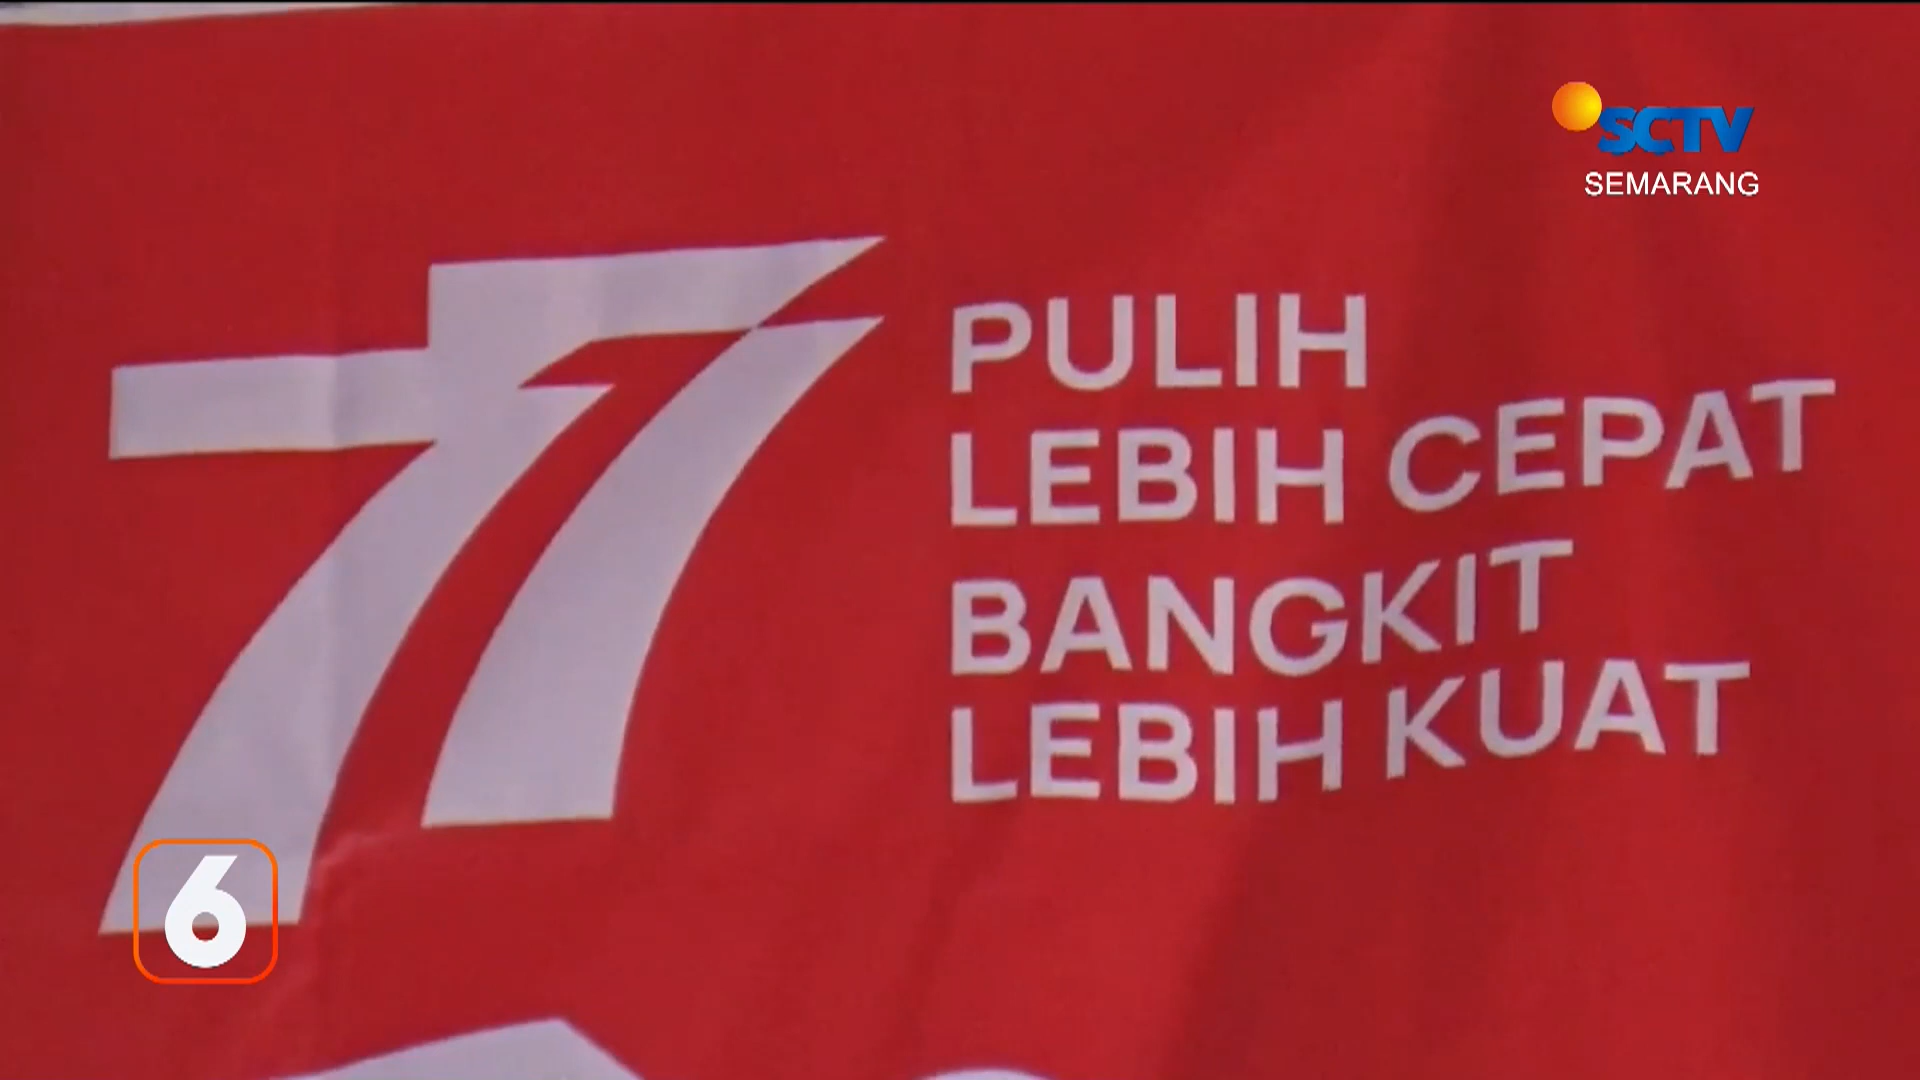 SCTV
SEMARANG
77
PULIH
LEBIH CEPAT
BANGKIT
LEBIH KUAT
6